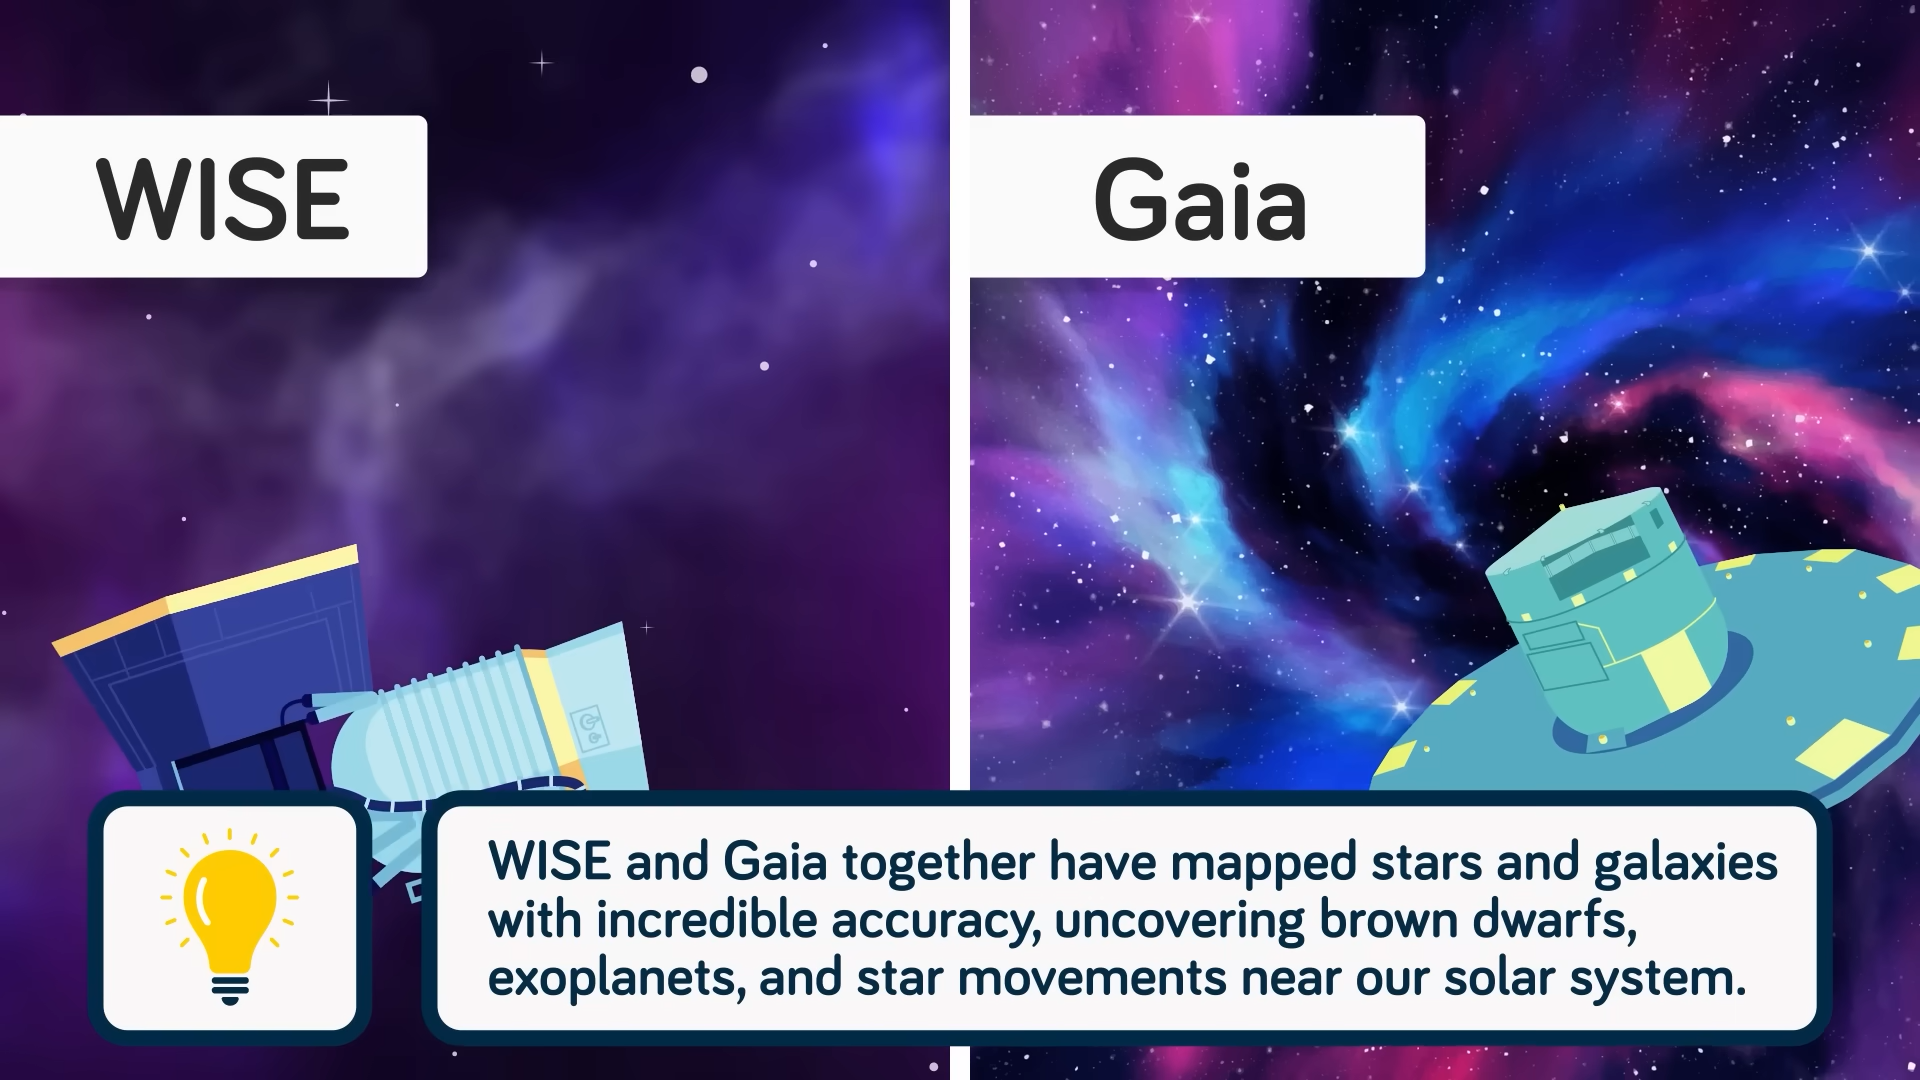 WISE
Gaia
WISE and Gaia together have mapped stars and galaxies
with incredible accuracy, uncovering brown dwarfs,
exoplanets, and star movements near our solar system.